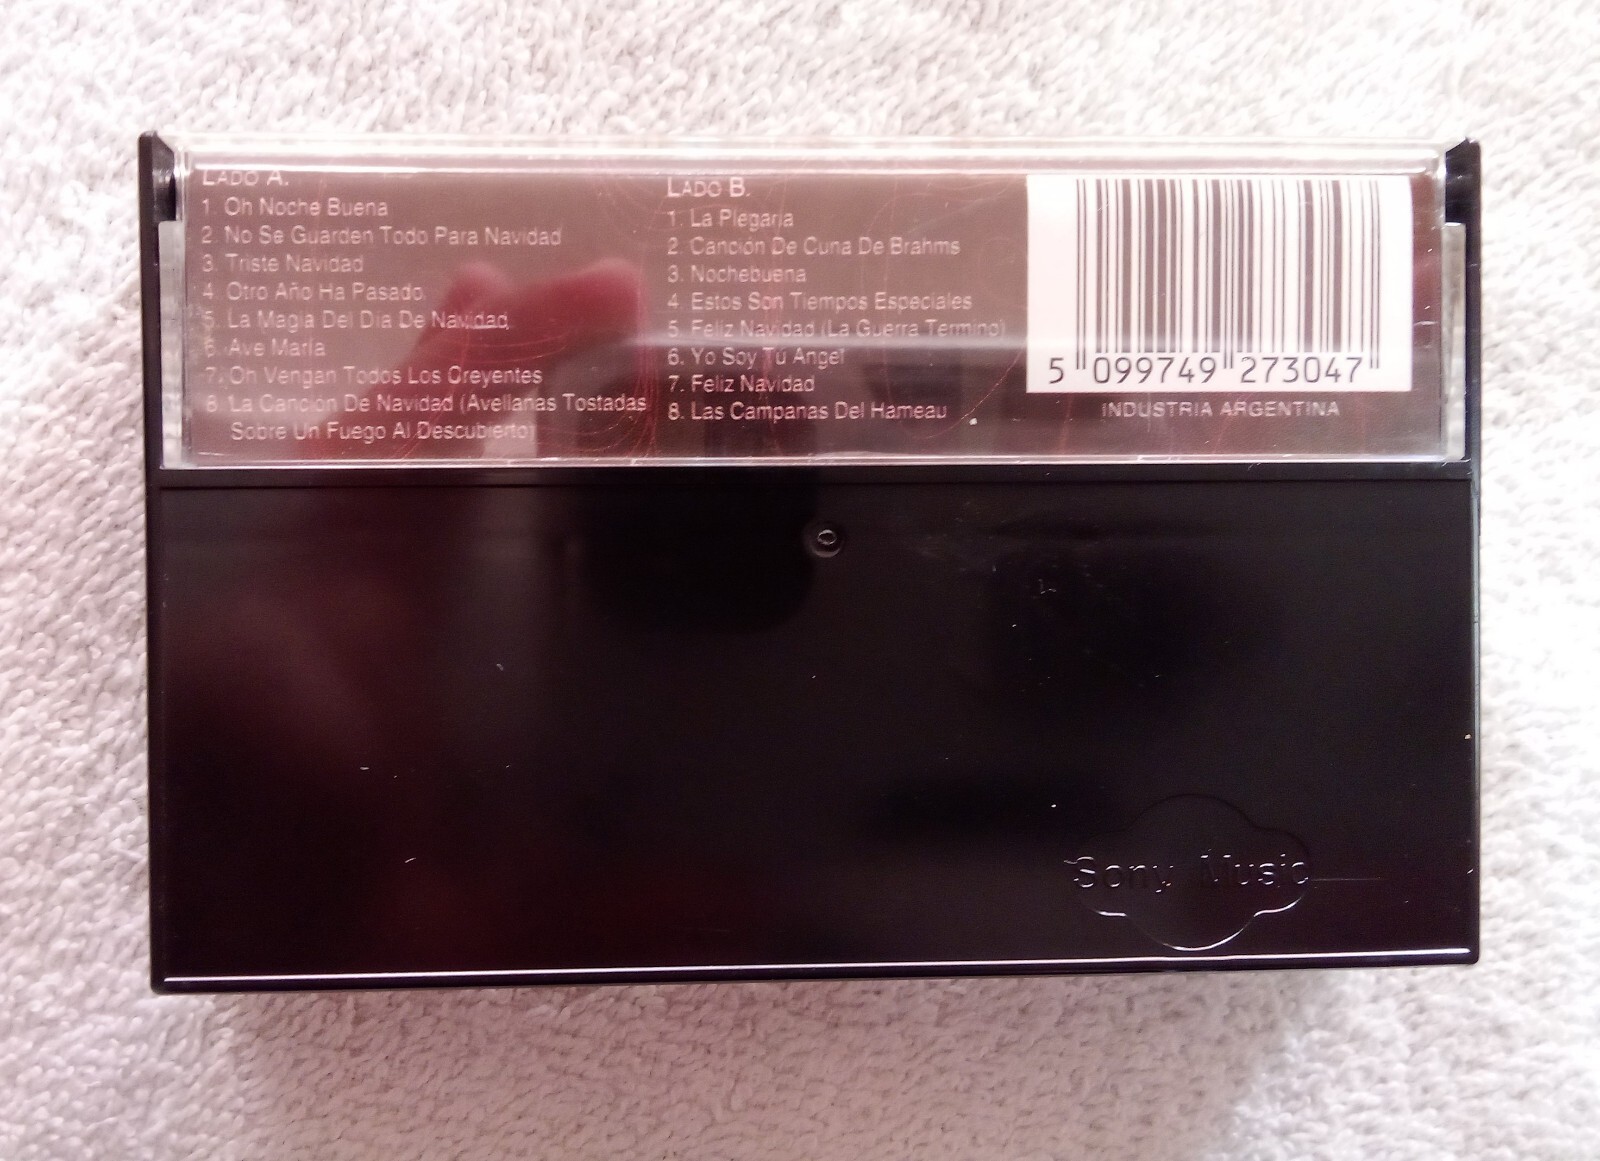 LADO A.
1. Oh Noche Buena
2. No Se Guarden Todo Para Navidad
3. Triste Navidad
4. Otro Año Ha Pasado
5. La Magia Del Dia De Navidad
6. Ave Maria
7. Oh Vengan Todos Los Creyentes
8. La Canción De Navidad (Avellanas Tostadas
Sobre Un Fuego Al Descubierto)
LADO B.
1. La Plegaria
2. Canción De Cuna De Brahms
3. Nochebuena
4. Estos Son Tiempos Especiales
5. Feliz Navidad (La Guerra Termino)
6. Yo Soy Tu Angel
7. Feliz Navidad
8. Las Campanas Del Hameau
5 099749 273047
INDUSTRIA ARGENTINA
Sony Music